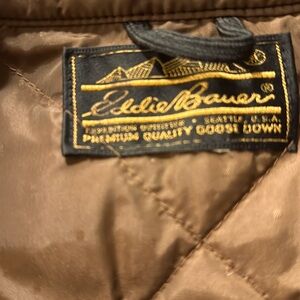 Eddie Bauer®
EXPEDITION OUTFITTER • SEATTLE, U.S.A.
PREMIUM QUALITY GOOSE DOWN